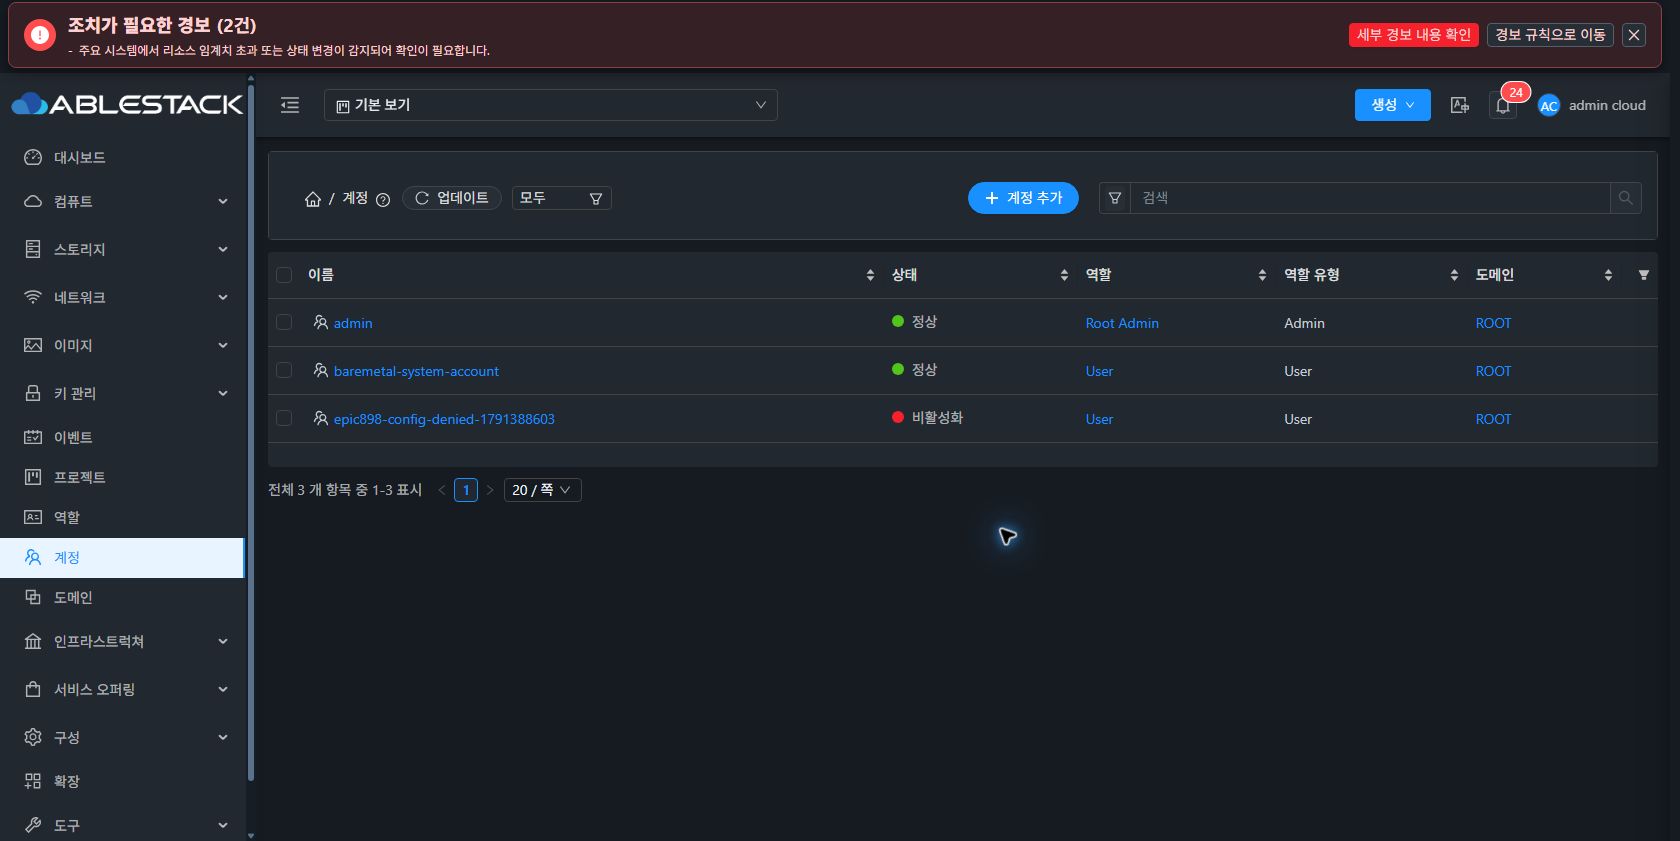 조치가 필요한 경보 (2건)
- 주요 시스템에서 리소스 임계치 초과 또는 상태 변경이 감지되어 확인이 필요합니다.
세부 경보 내용 확인
경보 규칙으로 이동
ABLESTACK
기본 보기
생성
24
AC
admin cloud
대시보드
컴퓨트
스토리지
네트워크
이미지
키 관리
이벤트
프로젝트
역할
계정
도메인
인프라스트럭쳐
서비스 오퍼링
구성
확장
도구
/ 계정
업데이트
모두
계정 추가
검색
이름 상태 역할 역할 유형 도메인
admin 정상 Root Admin Admin ROOT
baremetal-system-account 정상 User User ROOT
epic898-config-denied-1791388603 비활성화 User User ROOT
전체 3 개 항목 중 1-3 표시 < 1 > 20 / 쪽